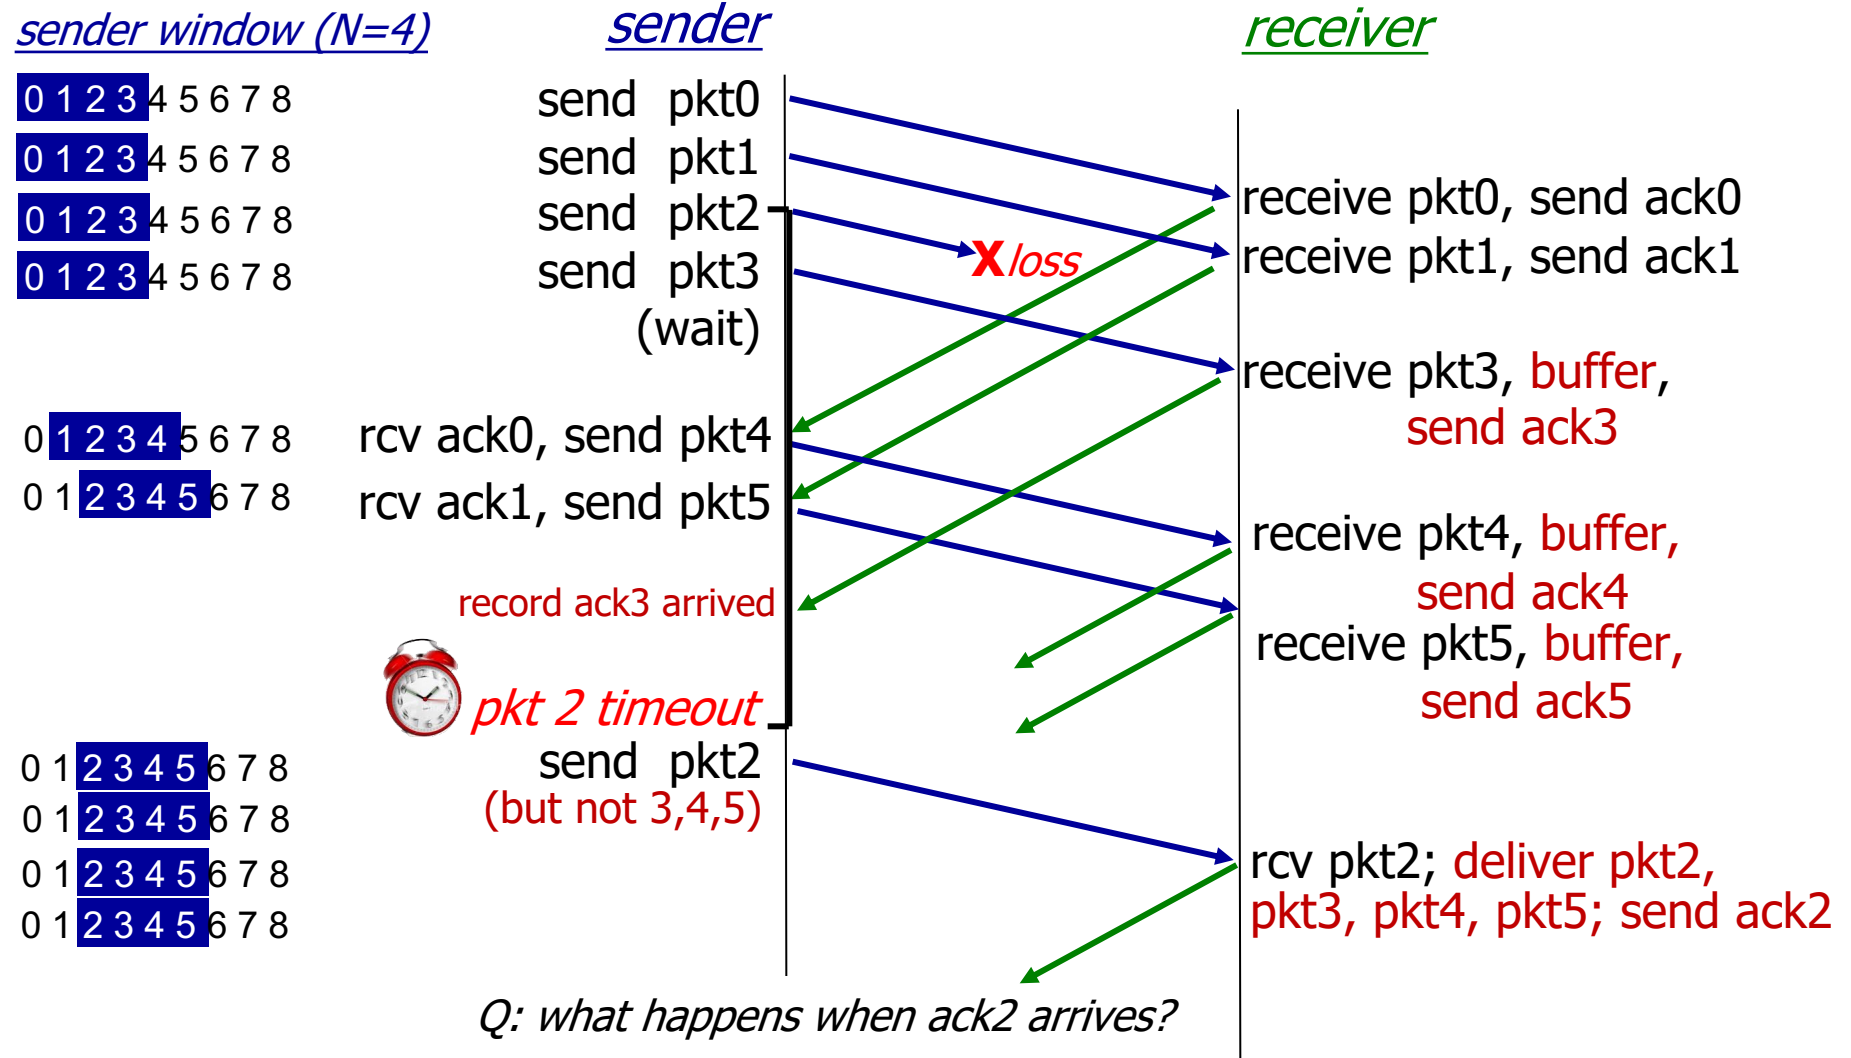 sender window (N=4)
sender
receiver
0 1 2 3 4 5 6 7 8
send pkt0
0 1 2 3 4 5 6 7 8
send pkt1
0 1 2 3 4 5 6 7 8
send pkt2
0 1 2 3 4 5 6 7 8
send pkt3
(wait)
X loss
receive pkt0, send ack0
receive pkt1, send ack1
receive pkt3, buffer,
send ack3
0 1 2 3 4 5 6 7 8
rcv ack0, send pkt4
0 1 2 3 4 5 6 7 8
rcv ack1, send pkt5
record ack3 arrived
receive pkt4, buffer,
send ack4
receive pkt5, buffer,
send ack5
pkt 2 timeout
0 1 2 3 4 5 6 7 8
send pkt2
0 1 2 3 4 5 6 7 8
(but not 3,4,5)
0 1 2 3 4 5 6 7 8
0 1 2 3 4 5 6 7 8
rcv pkt2; deliver pkt2,
pkt3, pkt4, pkt5; send ack2
Q: what happens when ack2 arrives?